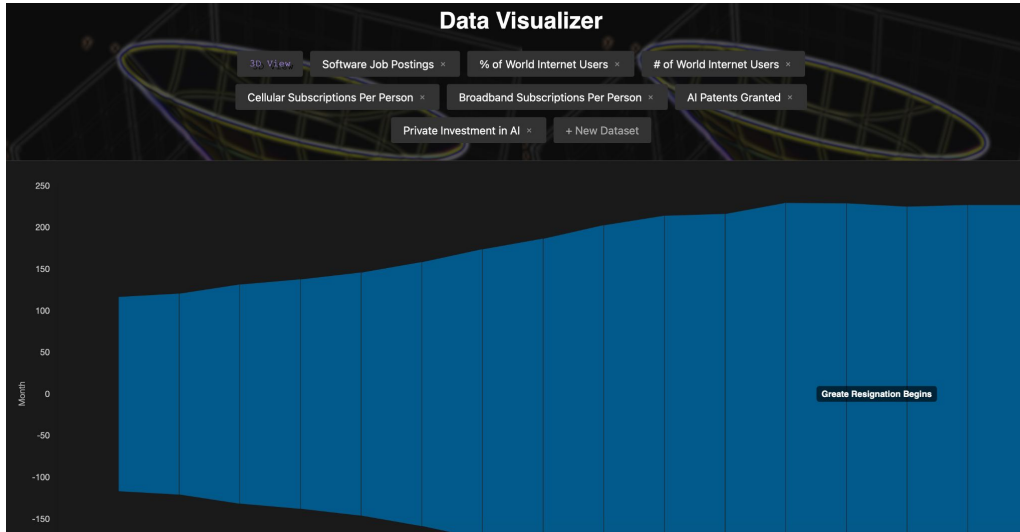 Data Visualizer
3D View
Software Job Postings ×
% of World Internet Users ×
# of World Internet Users ×
Cellular Subscriptions Per Person ×
Broadband Subscriptions Per Person ×
AI Patents Granted ×
Private Investment in AI ×
+ New Dataset
250
200
150
100
50
0
-50
-100
-150
Month
Greate Resignation Begins